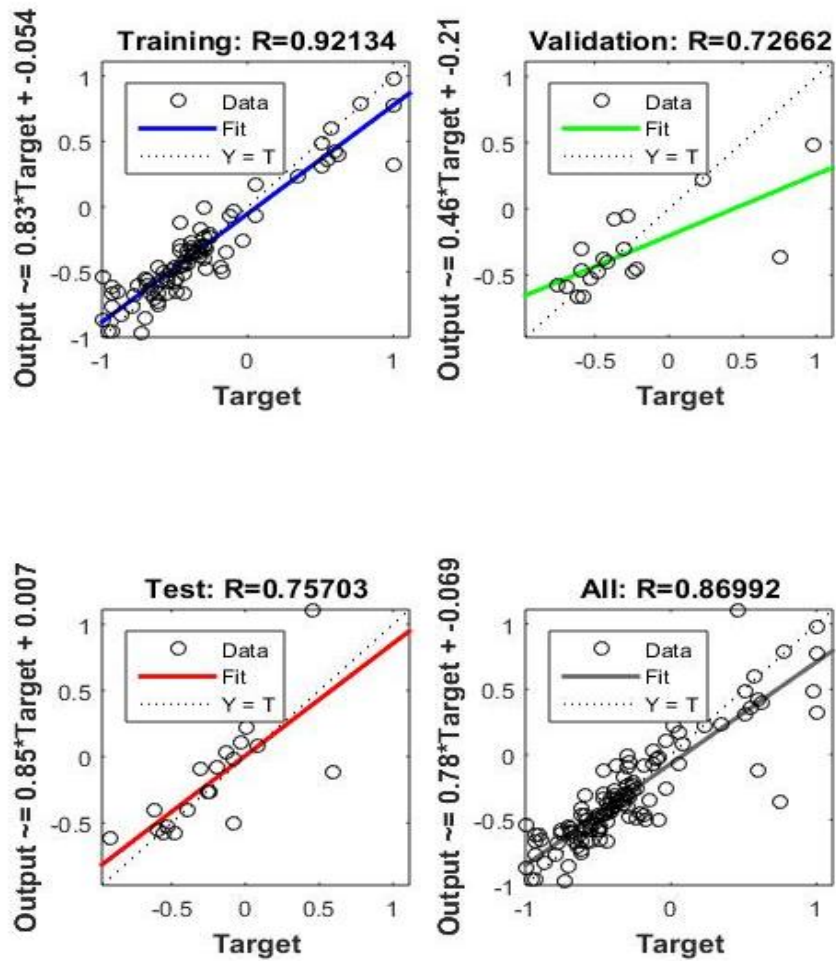 Training: R=0.92134
Output ~= 0.83*Target + -0.054
1
0.5
0
-0.5
-1
Data
Fit
Y = T
-1
0
1
Target
Validation: R=0.72662
Output ~= 0.46*Target + -0.21
1
0.5
0
-0.5
Data
Fit
Y = T
-0.5
0
0.5
1
Target
Test: R=0.75703
Output ~= 0.85*Target + 0.007
1
0.5
0
-0.5
Data
Fit
Y = T
-0.5
0
0.5
1
Target
All: R=0.86992
Output ~= 0.78*Target + -0.069
1
0.5
0
-0.5
-1
Data
Fit
Y = T
-1
0
1
Target